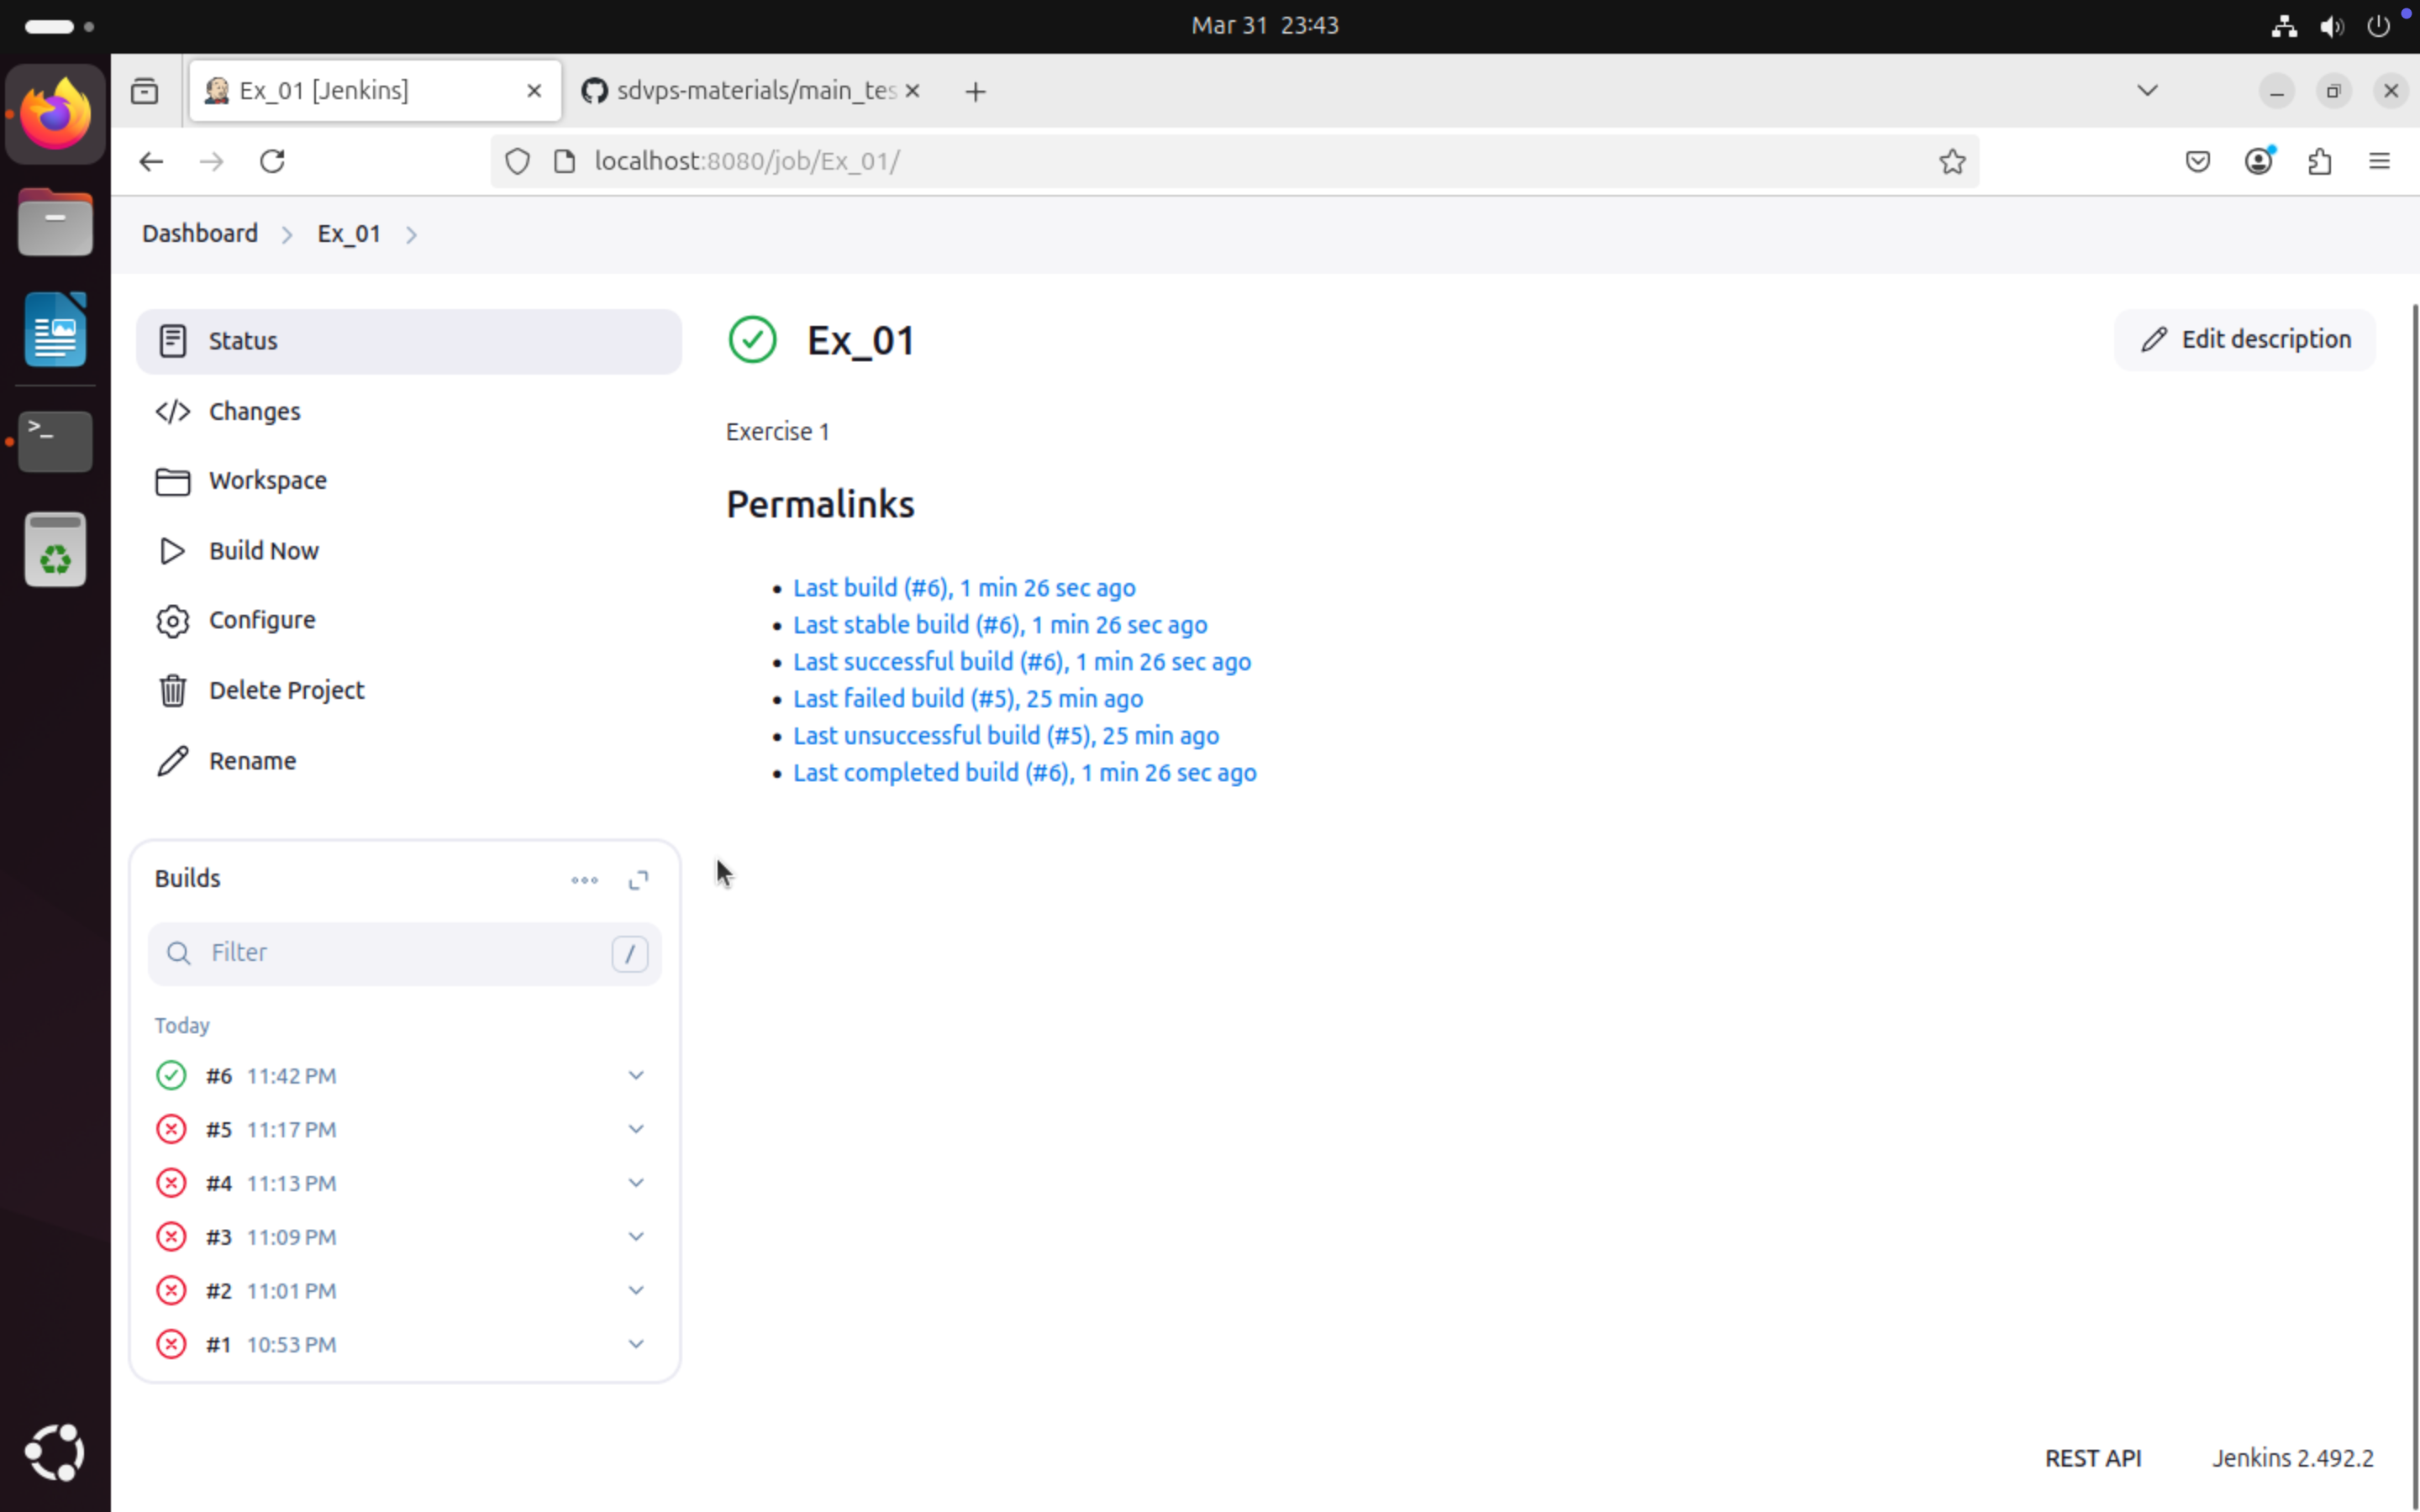 Mar 31 23:43
Ex_01 [Jenkins]
sdvps-materials/main_tes
localhost:8080/job/Ex_01/
Dashboard
Ex_01
Status
Changes
Workspace
Build Now
Configure
Delete Project
Rename
Ex_01
Edit description
Exercise 1
Permalinks
Last build (#6), 1 min 26 sec ago
Last stable build (#6), 1 min 26 sec ago
Last successful build (#6), 1 min 26 sec ago
Last failed build (#5), 25 min ago
Last unsuccessful build (#5), 25 min ago
Last completed build (#6), 1 min 26 sec ago
Builds
Filter /
Today
#6 11:42 PM
#5 11:17 PM
#4 11:13 PM
#3 11:09 PM
#2 11:01 PM
#1 10:53 PM
REST API
Jenkins 2.492.2